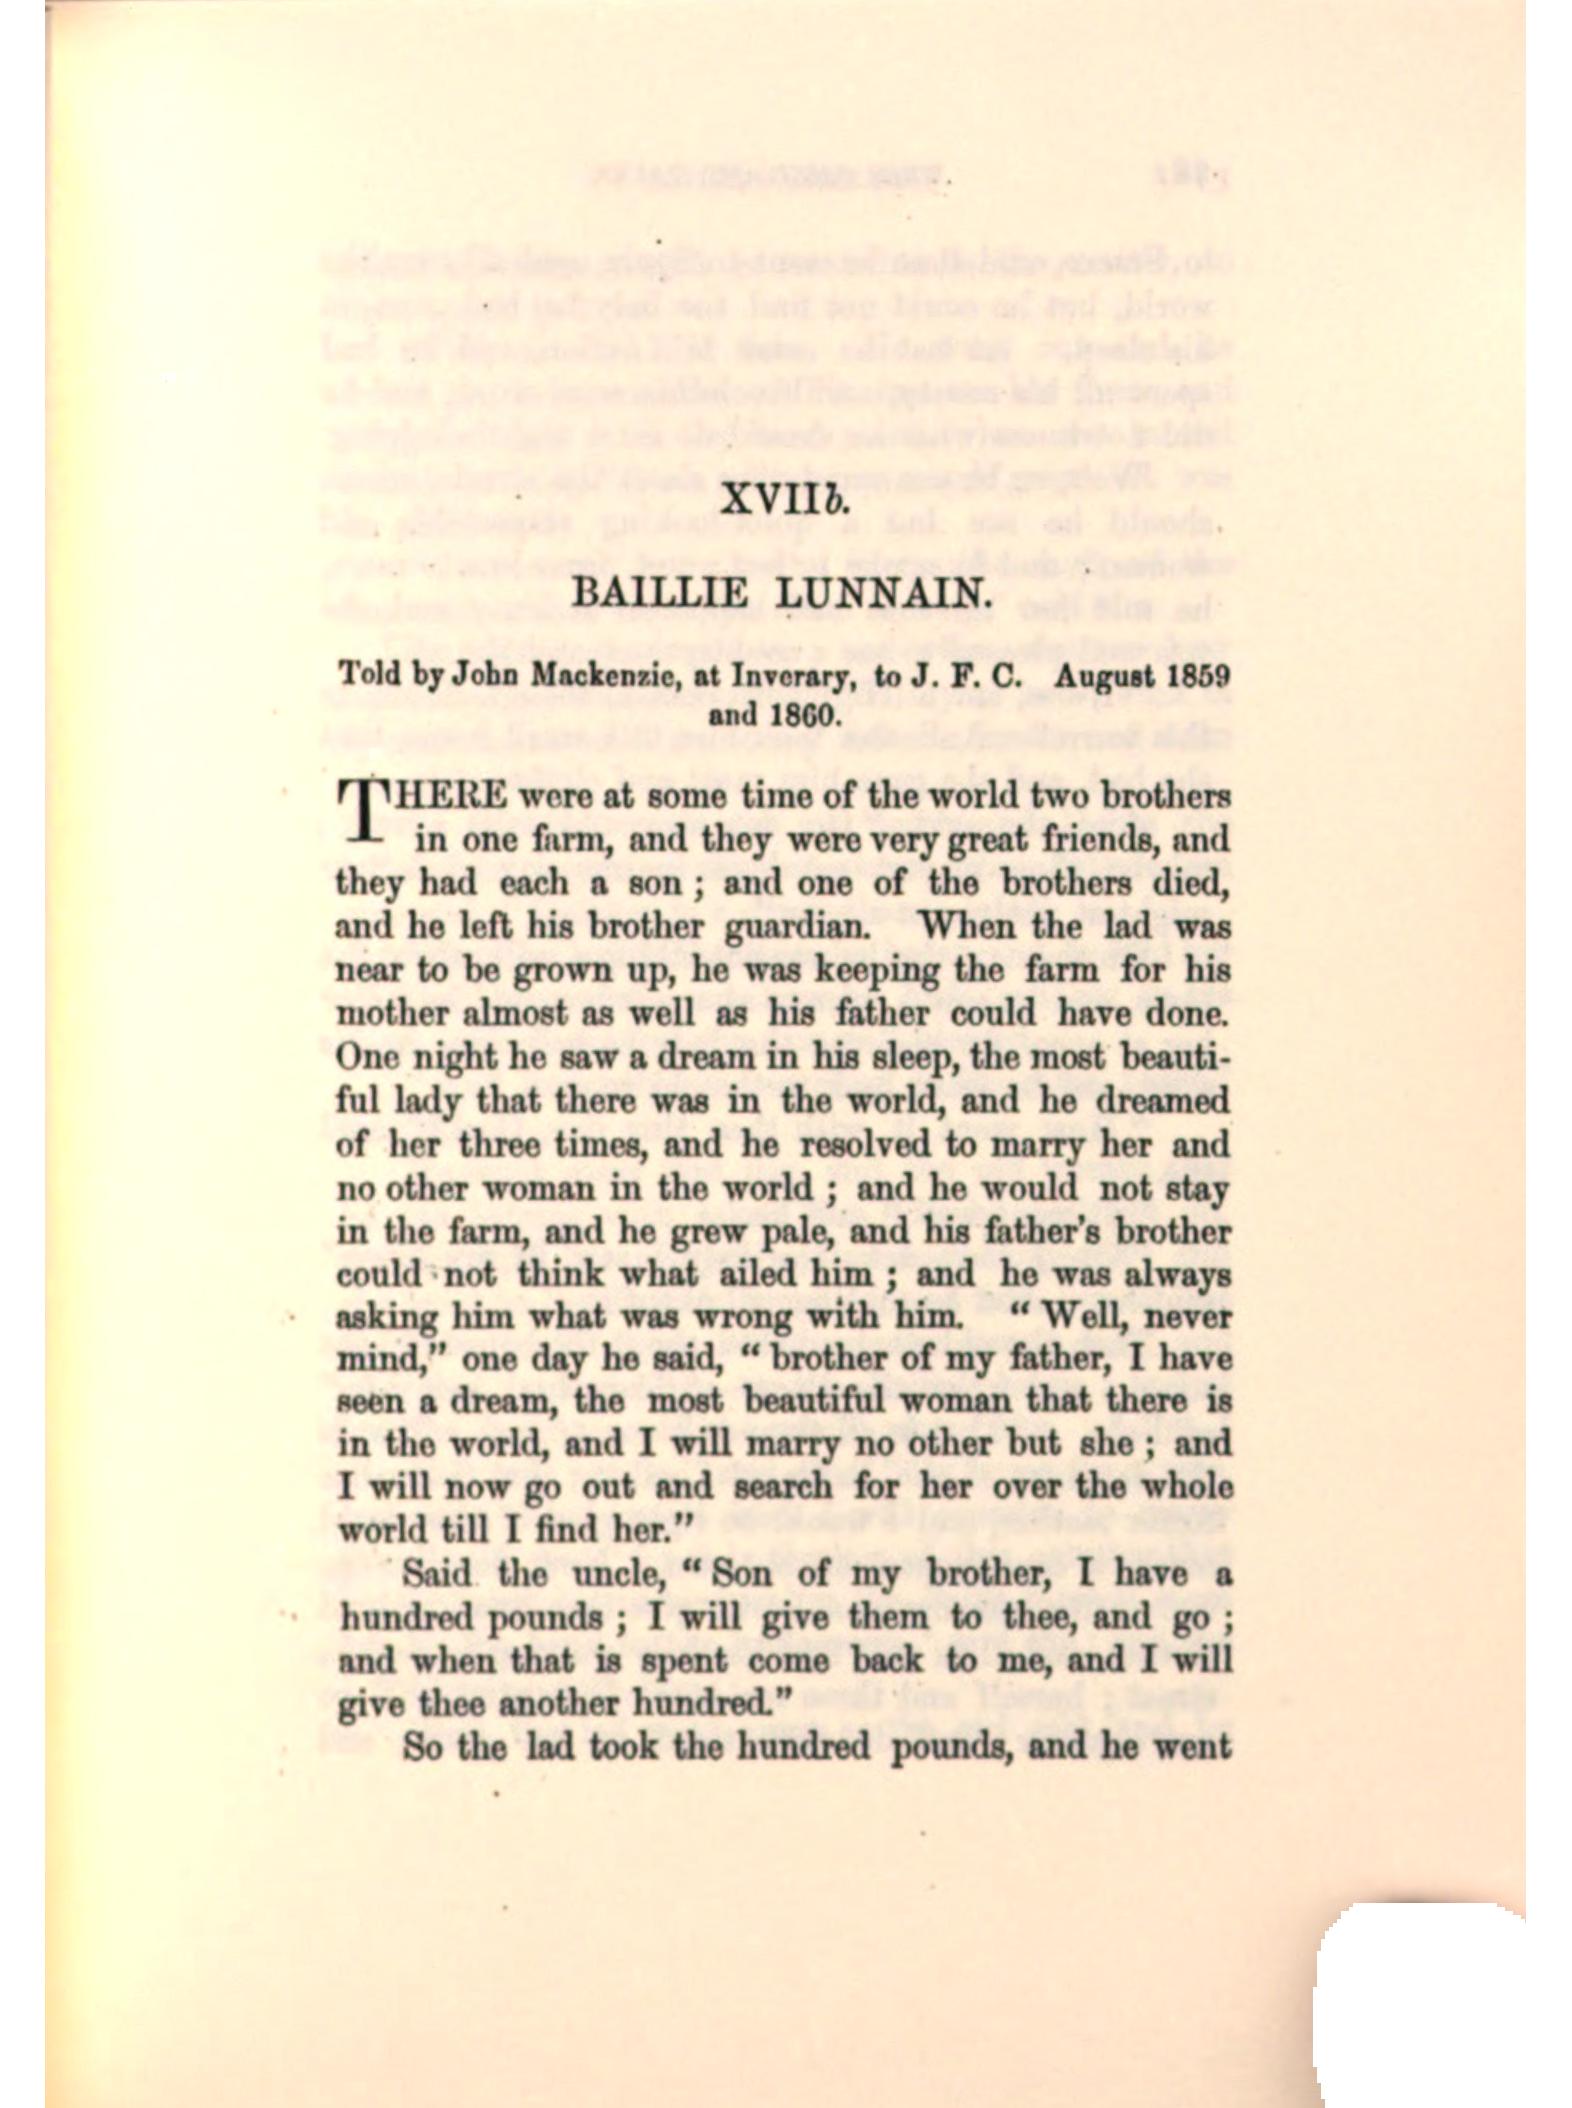 XVIIb.
BAILLIE LUNNAIN.
Told by John Mackenzie, at Inverary, to J. F. C. August 1859
and 1860.
THERE were at some time of the world two brothers
in one farm, and they were very great friends, and
they had each a son ; and one of the brothers died,
and he left his brother guardian. When the lad was
near to be grown up, he was keeping the farm for his
mother almost as well as his father could have done.
One night he saw a dream in his sleep, the most beauti-
ful lady that there was in the world, and he dreamed
of her three times, and he resolved to marry her and
no other woman in the world ; and he would not stay
in the farm, and he grew pale, and his father's brother
could not think what ailed him ; and he was always
asking him what was wrong with him. " Well, never
mind," one day he said, " brother of my father, I have
seen a dream, the most beautiful woman that there is
in the world, and I will marry no other but she ; and
I will now go out and search for her over the whole
world till I find her."
Said the uncle, " Son of my brother, I have a
hundred pounds ; I will give them to thee, and go ;
and when that is spent come back to me, and I will
give thee another hundred."
So the lad took the hundred pounds, and he went